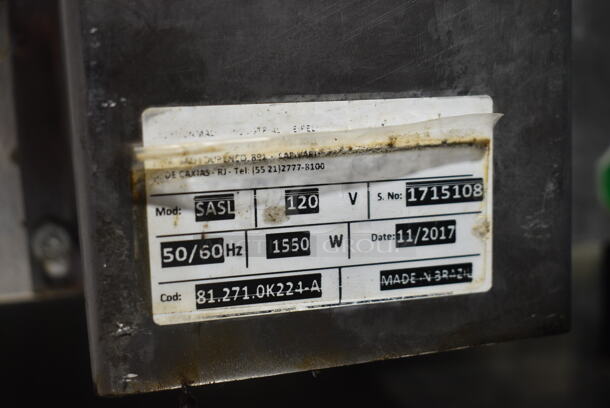 DE CAXIAS - RJ - Tel: (55 21)2777-8100
Mod: SASL 120 V S. No: 1715108
50/60 Hz 1550 W Date: 11/2017
Cod: 81.271.0K224-A MADE IN BRAZIL